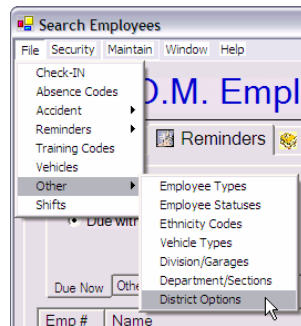 Search Employees
File Security Maintain Window Help
Check-IN
Absence Codes
Accident
Reminders
Training Codes
Vehicles
Other
Shifts
.M. Empl
Reminders
Employee Types
Employee Statuses
Ethnicity Codes
Vehicle Types
Division/Garages
Department/Sections
District Options
Due with
Due Now Othe
Emp # Name